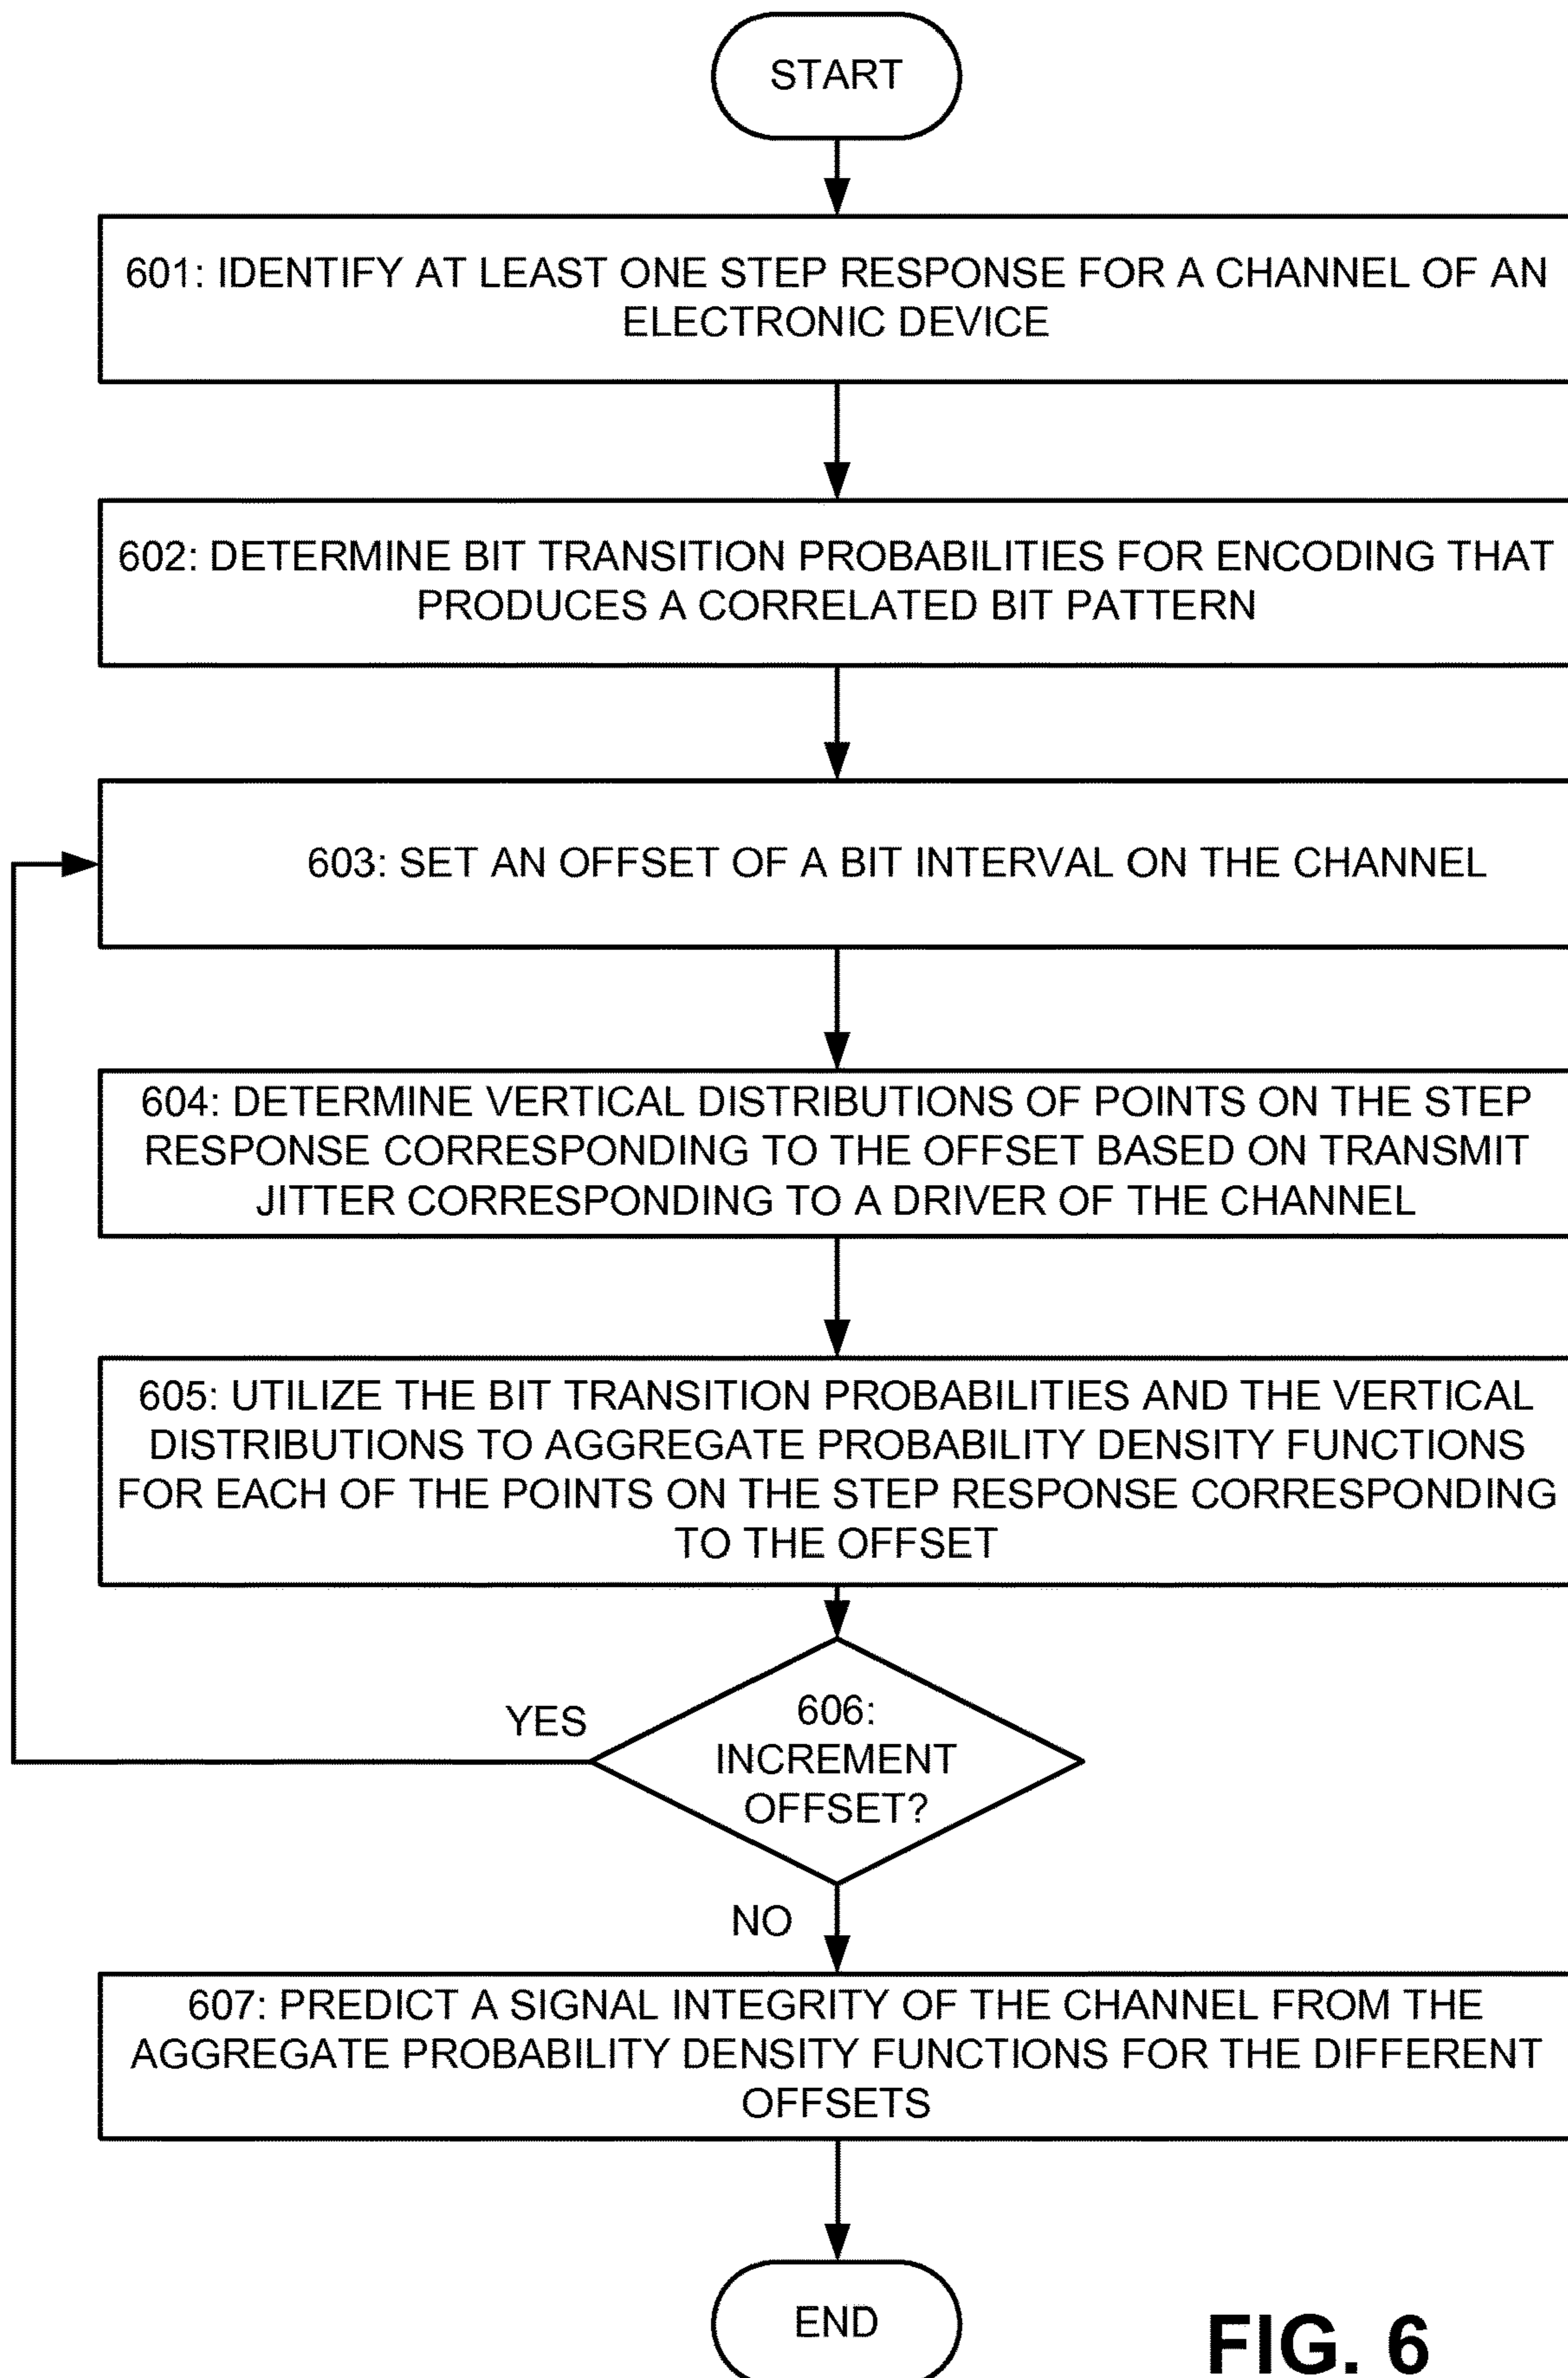 START
601: IDENTIFY AT LEAST ONE STEP RESPONSE FOR A CHANNEL OF AN
ELECTRONIC DEVICE
602: DETERMINE BIT TRANSITION PROBABILITIES FOR ENCODING THAT
PRODUCES A CORRELATED BIT PATTERN
603: SET AN OFFSET OF A BIT INTERVAL ON THE CHANNEL
604: DETERMINE VERTICAL DISTRIBUTIONS OF POINTS ON THE STEP
RESPONSE CORRESPONDING TO THE OFFSET BASED ON TRANSMIT
JITTER CORRESPONDING TO A DRIVER OF THE CHANNEL
605: UTILIZE THE BIT TRANSITION PROBABILITIES AND THE VERTICAL
DISTRIBUTIONS TO AGGREGATE PROBABILITY DENSITY FUNCTIONS
FOR EACH OF THE POINTS ON THE STEP RESPONSE CORRESPONDING
TO THE OFFSET
YES
606:
INCREMENT
OFFSET?
NO
607: PREDICT A SIGNAL INTEGRITY OF THE CHANNEL FROM THE
AGGREGATE PROBABILITY DENSITY FUNCTIONS FOR THE DIFFERENT
OFFSETS
END
FIG. 6